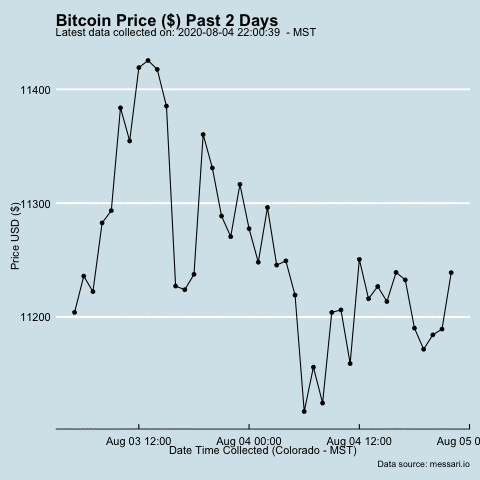 Bitcoin Price ($) Past 2 Days
Latest data collected on: 2020-08-04 22:00:39  - MST
11400
11300
11200
Price USD ($)
Aug 03 12:00 Aug 04 00:00 Aug 04 12:00 Aug 05 0
Date Time Collected (Colorado - MST)
Data source: messari.io